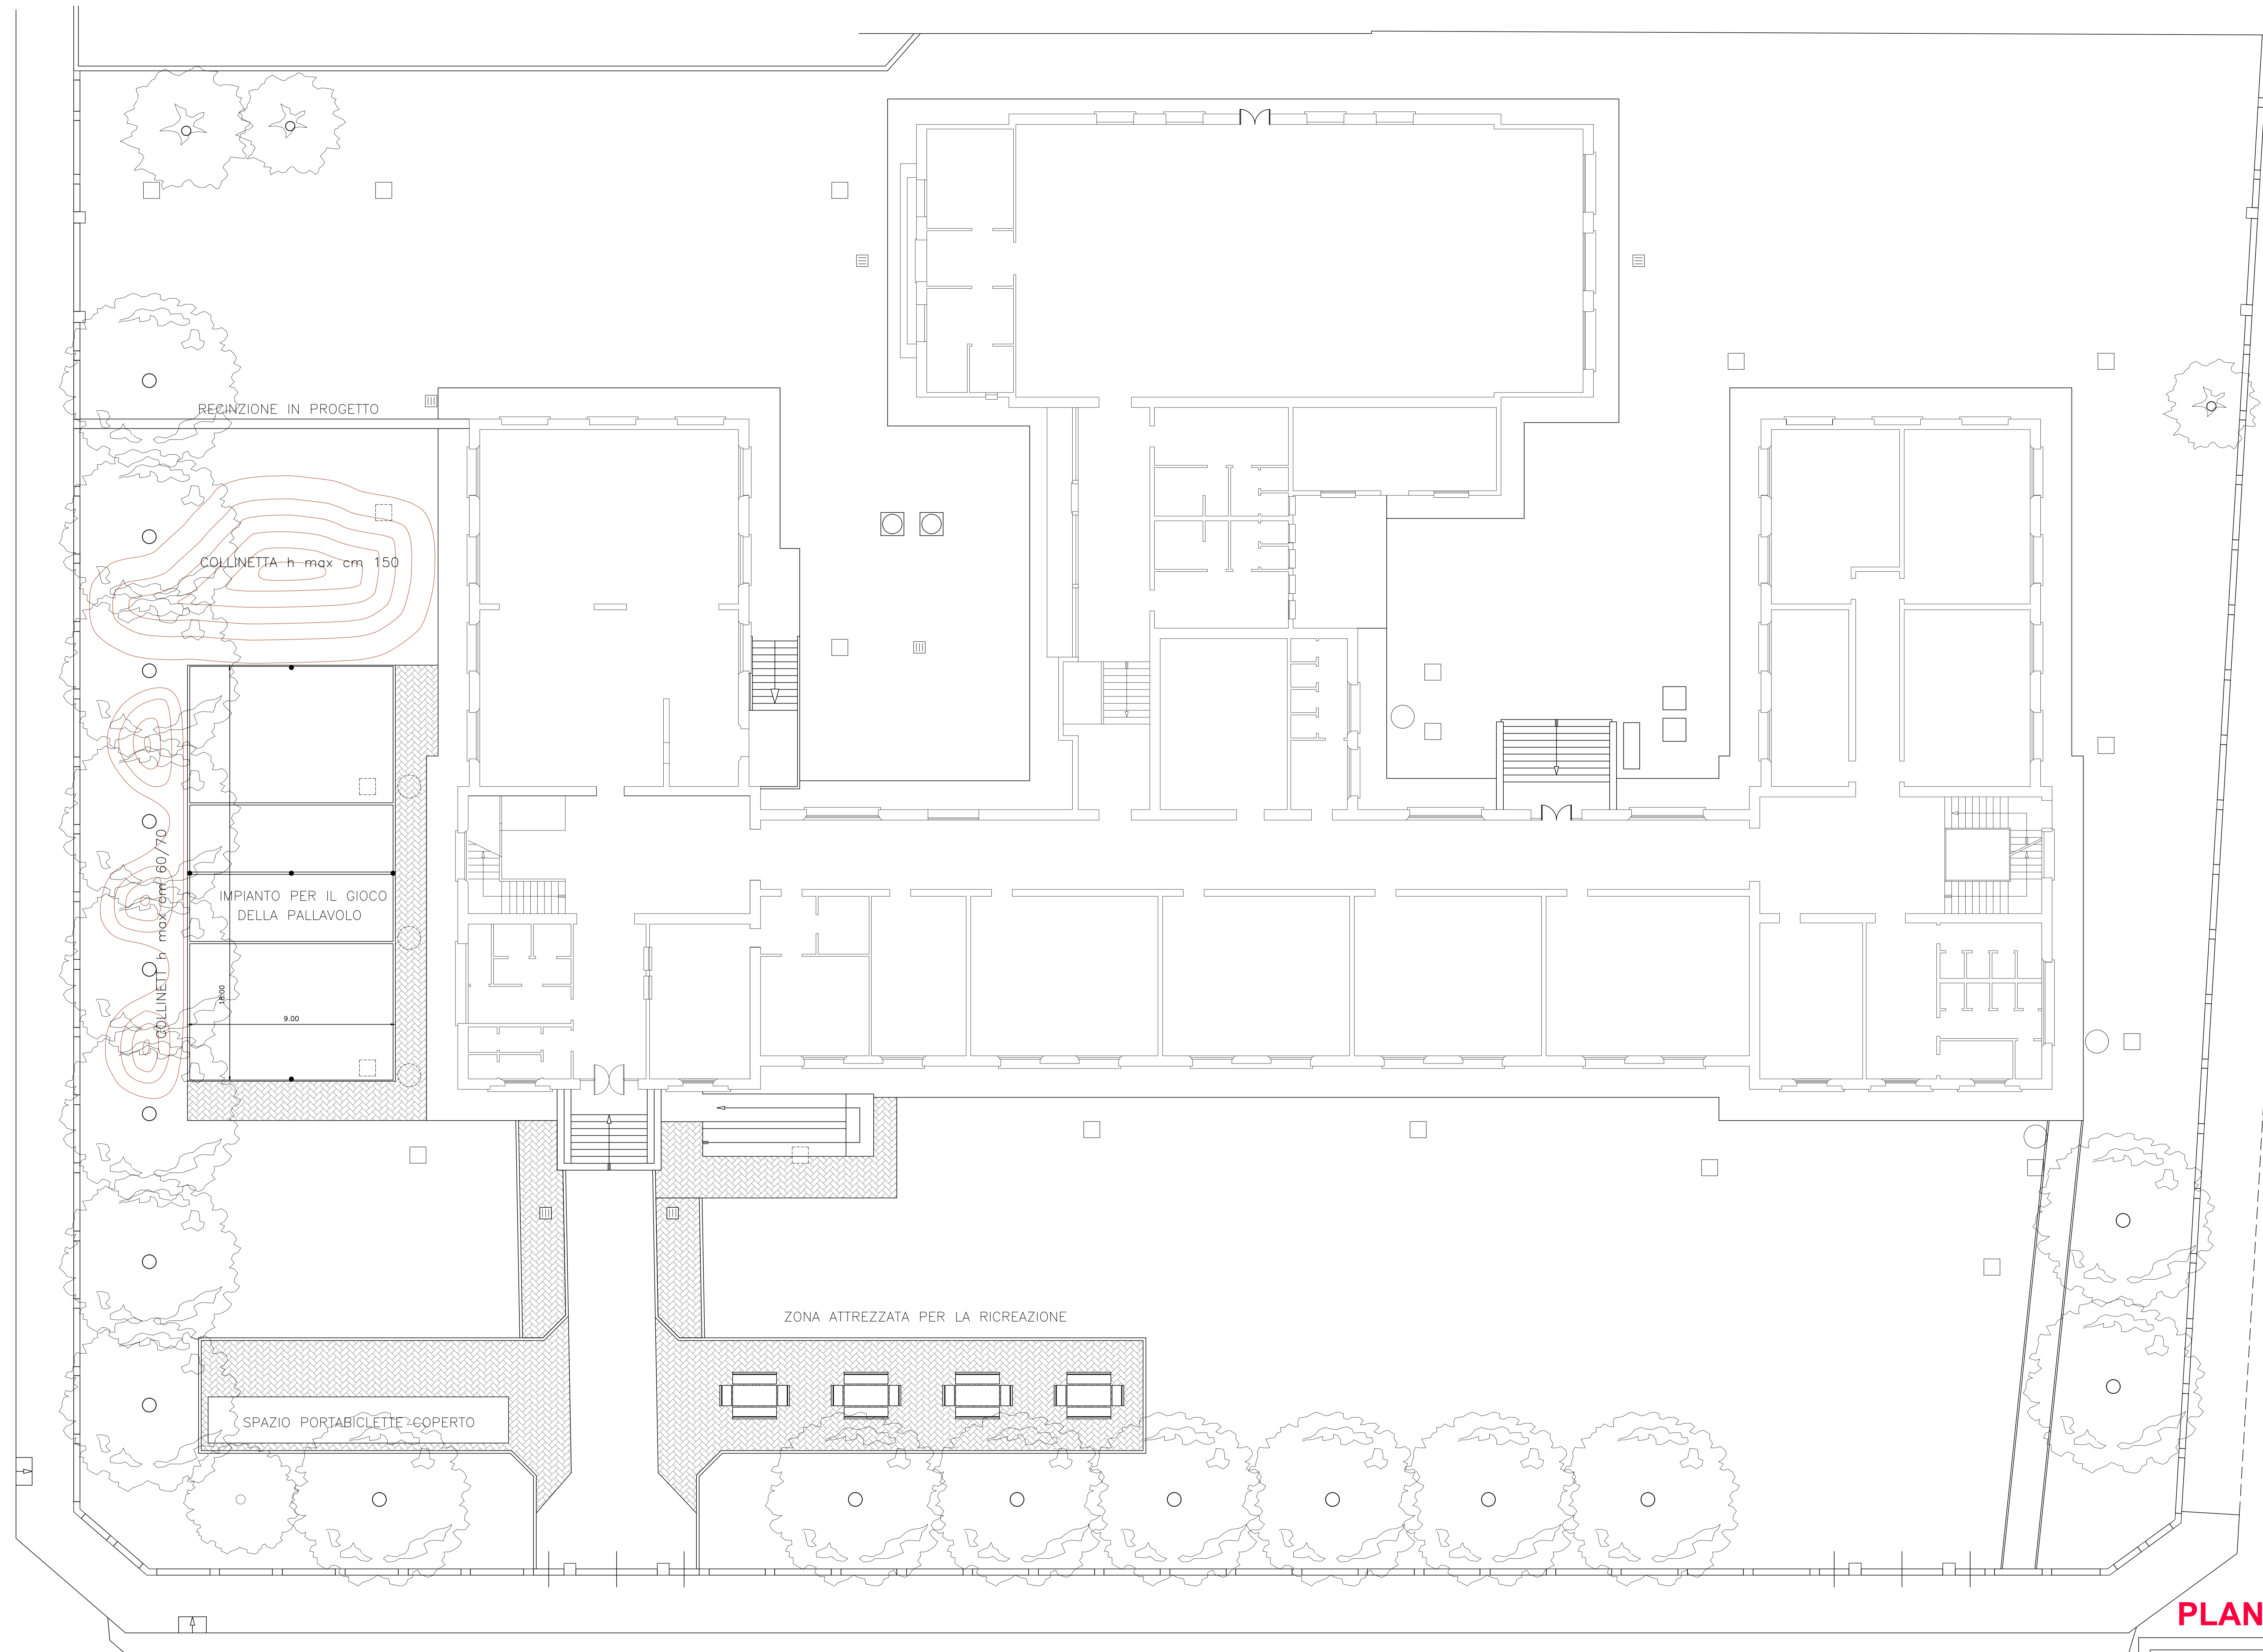 RECINZIONE IN PROGETTO
COLLINETTA h max cm 150
COLLINETTI h max cm 60/70
IMPIANTO PER IL GIOCO
DELLA PALLAVOLO
18.00
9.00
ZONA ATTREZZATA PER LA RICREAZIONE
SPAZIO PORTABICLETTE COPERTO
PLAN